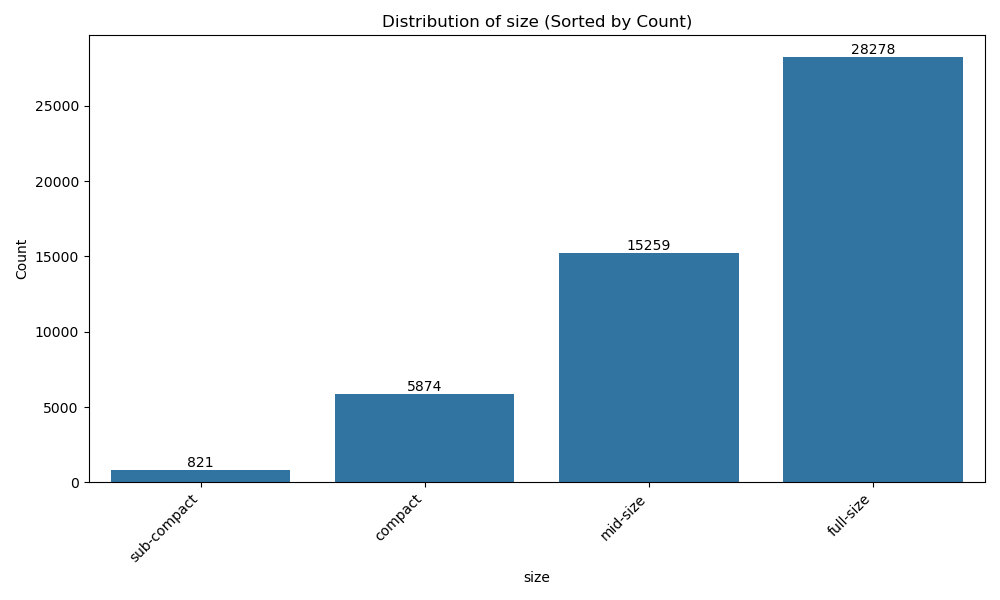 Distribution of size (Sorted by Count)
28278
25000
20000
15259
15000
10000
5874
5000
821
0
Count
sub-compact
compact
mid-size
full-size
size